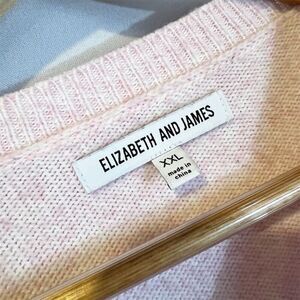 ELIZABETH AND JAMES
XXL
made in
china